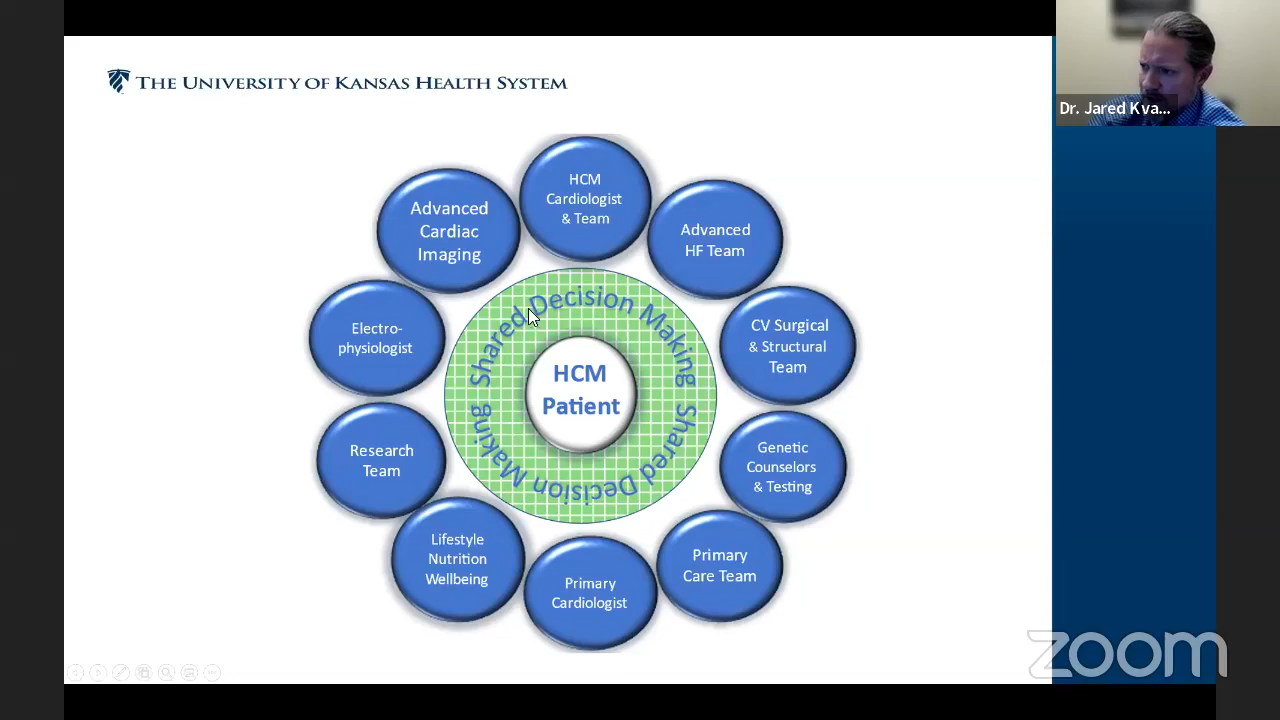 THE UNIVERSITY OF KANSAS HEALTH SYSTEM
Dr. Jared Kva...
HCM
Cardiologist
& Team
Advanced
Cardiac
Imaging
Advanced
HF Team
Electro-
physiologist
Shared Decision Making
CV Surgical
& Structural
Team
HCM
Patient
Shared Decision Making
Research
Team
Genetic
Counselors
& Testing
Lifestyle
Nutrition
Wellbeing
Primary
Cardiologist
Primary
Care Team
zoom